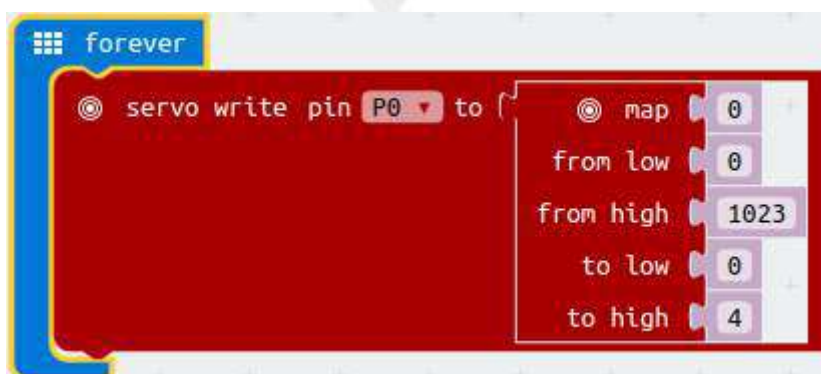 forever
servo write pin P0 to map 0
from low 0
from high 1023
to low 0
to high 4